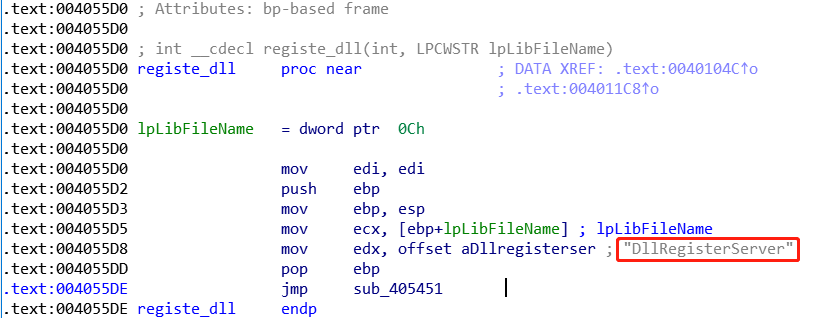 .text:004055D0 ; Attributes: bp-based frame
.text:004055D0
.text:004055D0 ; int __cdecl registe_dll(int, LPCWSTR lpLibFileName)
.text:004055D0 registe_dll     proc near               ; DATA XREF: .text:0040104C↑o
.text:004055D0                                         ; .text:004011C8↑o
.text:004055D0
.text:004055D0 lpLibFileName   = dword ptr  0Ch
.text:004055D0
.text:004055D0                 mov     edi, edi
.text:004055D2                 push    ebp
.text:004055D3                 mov     ebp, esp
.text:004055D5                 mov     ecx, [ebp+lpLibFileName] ; lpLibFileName
.text:004055D8                 mov     edx, offset aDllregisterser ; "DllRegisterServer"
.text:004055DD                 pop     ebp
.text:004055DE                 jmp     sub_405451
.text:004055DE registe_dll     endp